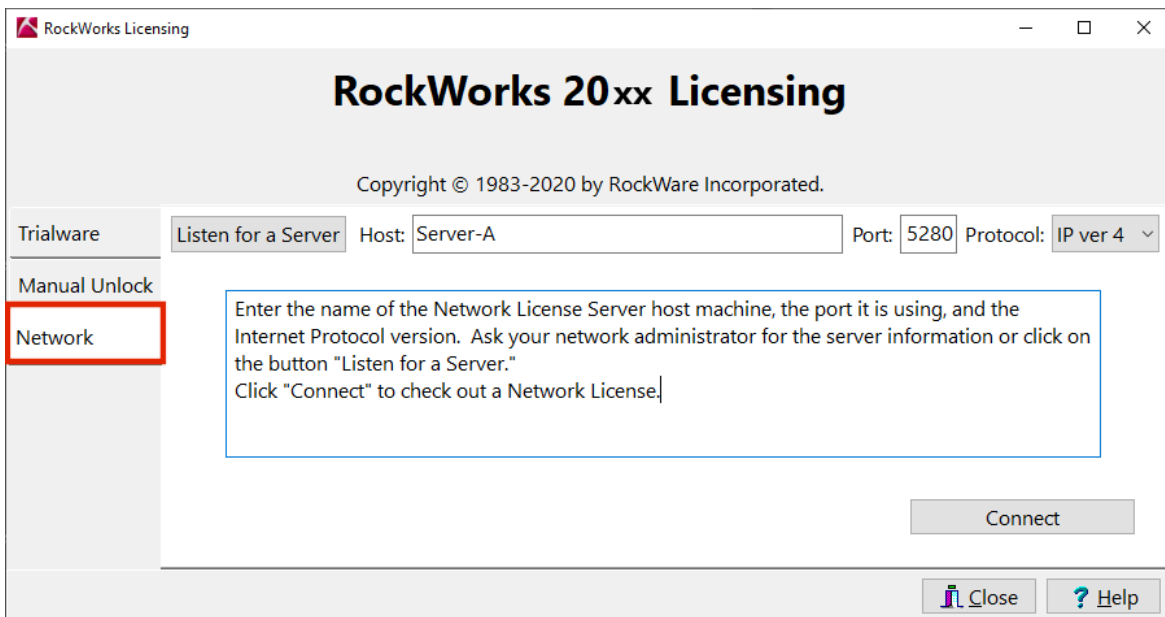 RockWorks Licensing
RockWorks 20xx Licensing
Copyright © 1983-2020 by RockWare Incorporated.
Trialware
Listen for a Server Host: Server-A Port: 5280 Protocol: IP ver 4
Manual Unlock
Network
Enter the name of the Network License Server host machine, the port it is using, and the
Internet Protocol version.  Ask your network administrator for the server information or click on
the button "Listen for a Server."
Click "Connect" to check out a Network License.
Connect
Close
? Help